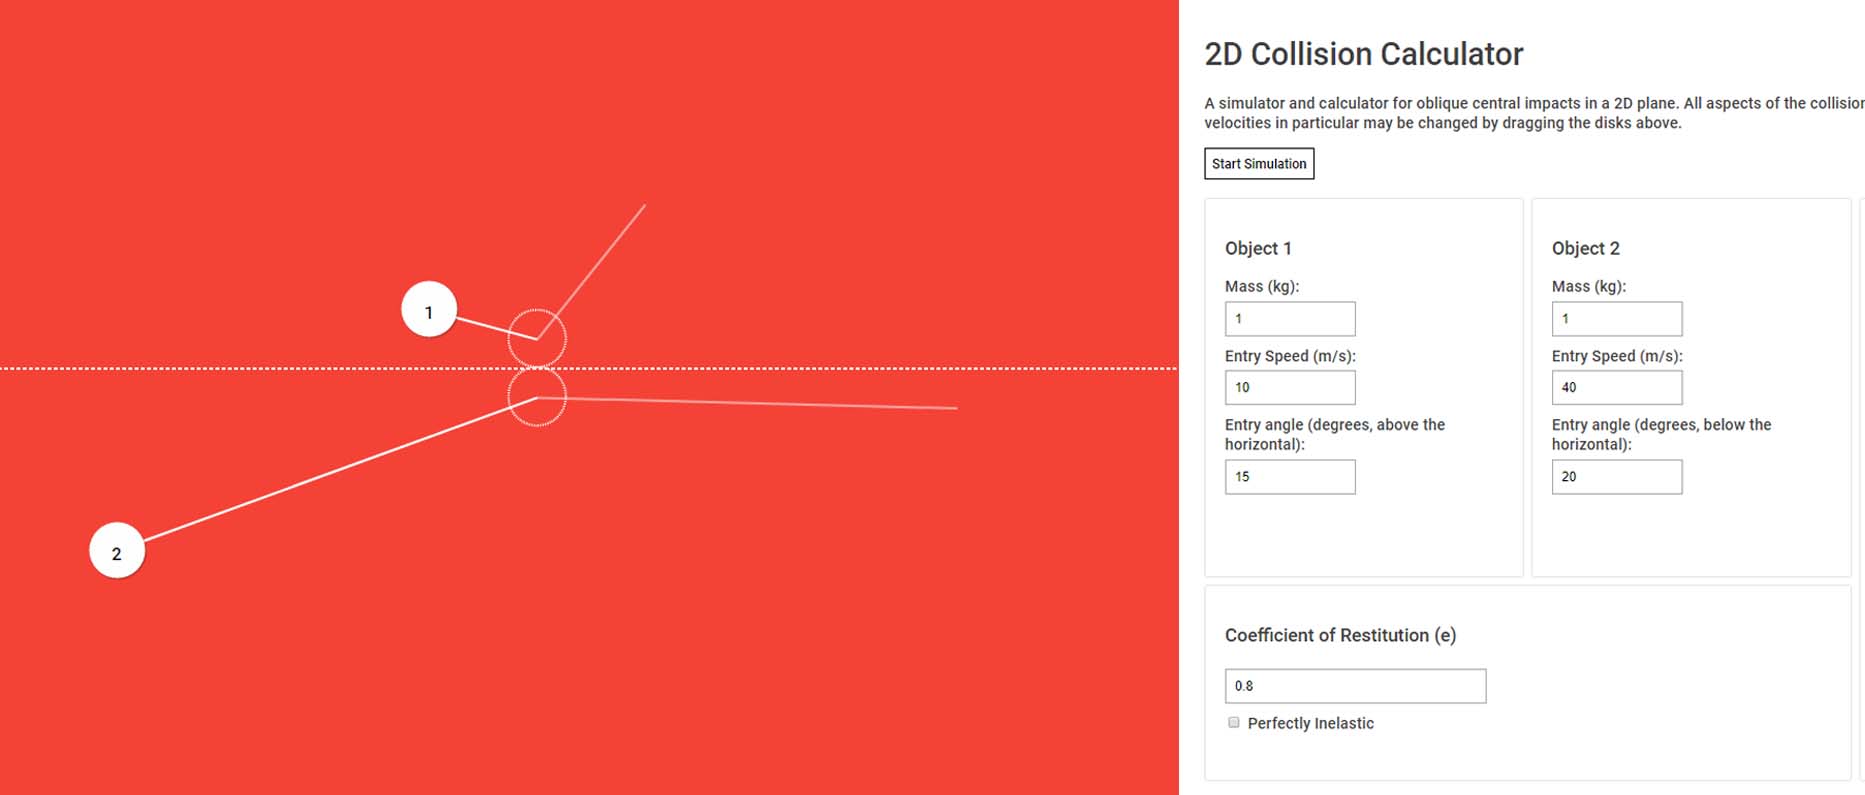 1
2
2D Collision Calculator
A simulator and calculator for oblique central impacts in a 2D plane. All aspects of the collision
velocities in particular may be changed by dragging the disks above.
Start Simulation
Object 1
Mass (kg):
1
Entry Speed (m/s):
10
Entry angle (degrees, above the
horizontal):
15
Object 2
Mass (kg):
1
Entry Speed (m/s):
40
Entry angle (degrees, below the
horizontal):
20
Coefficient of Restitution (e)
0.8
Perfectly Inelastic